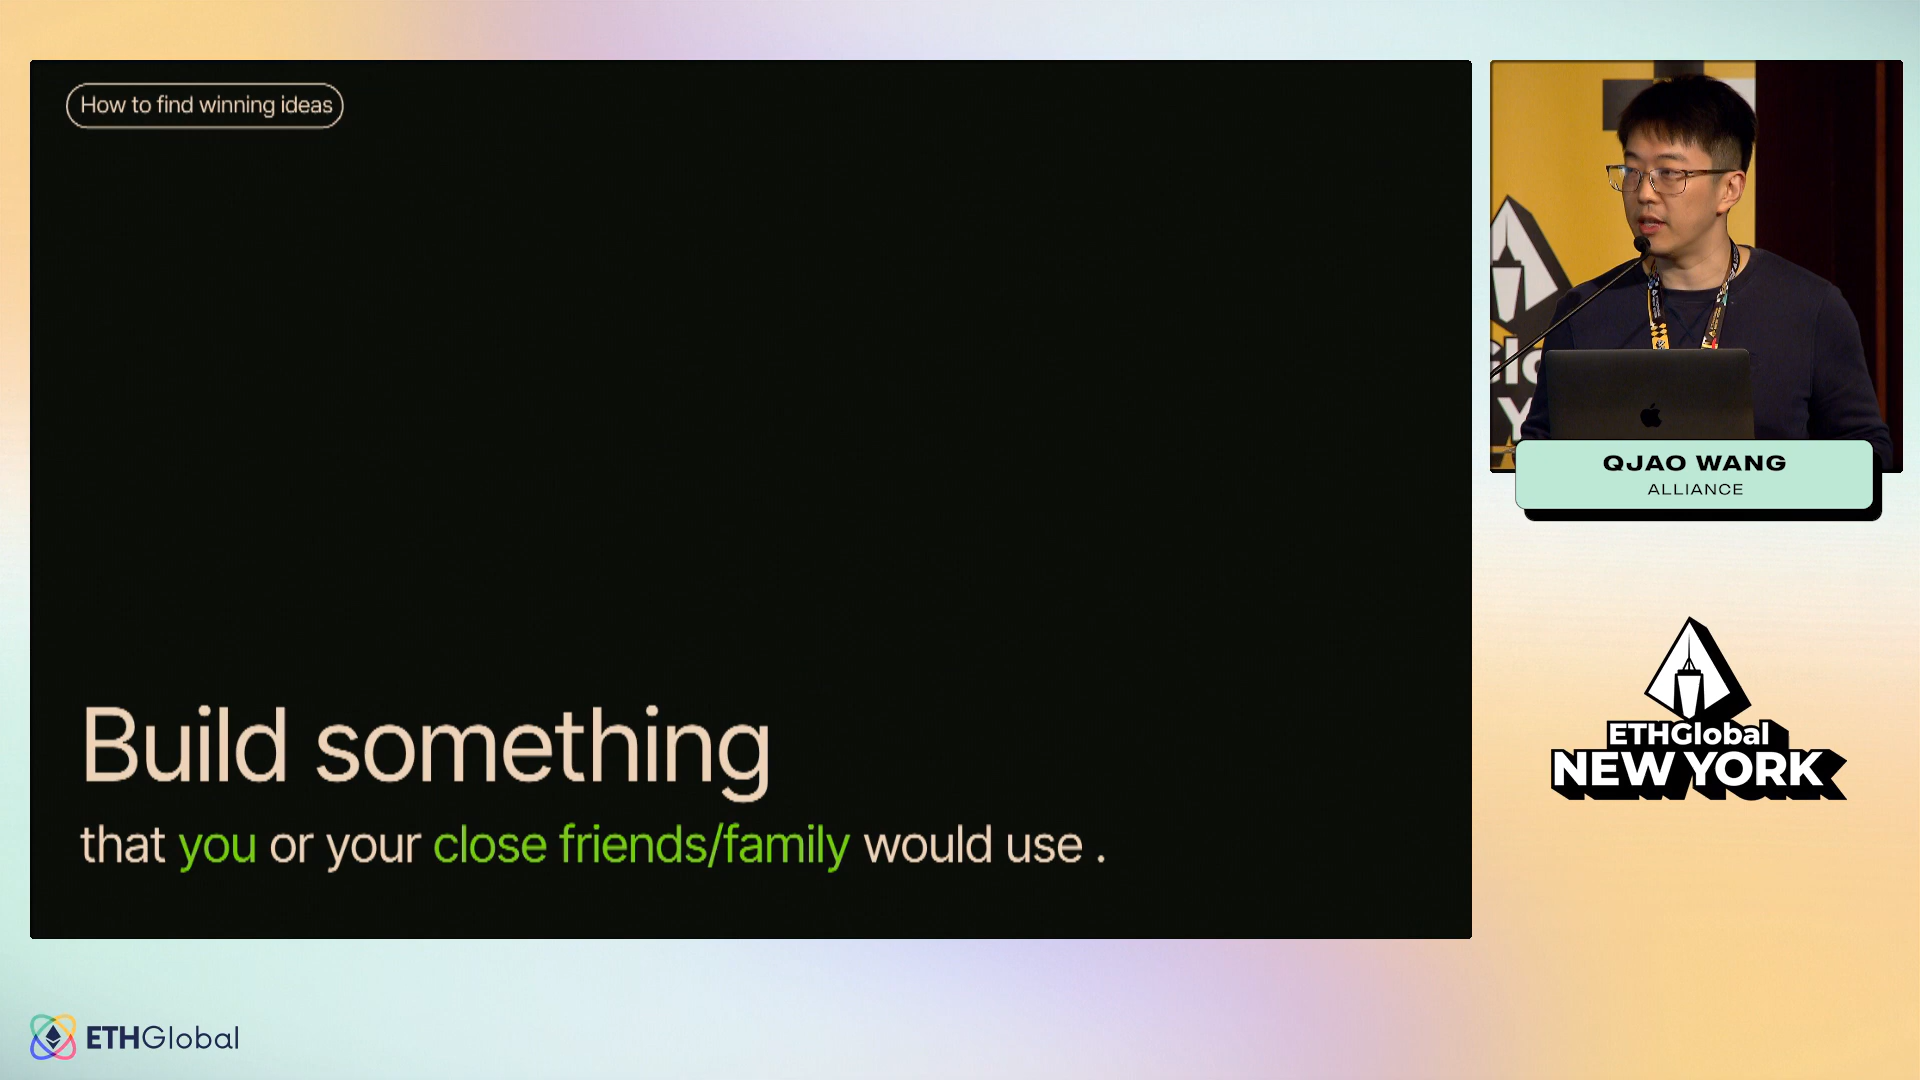 How to find winning ideas
Build something
that you or your close friends/family would use .
QJAO WANG
ALLIANCE
ETHGlobal
NEW YORK
ETHGlobal